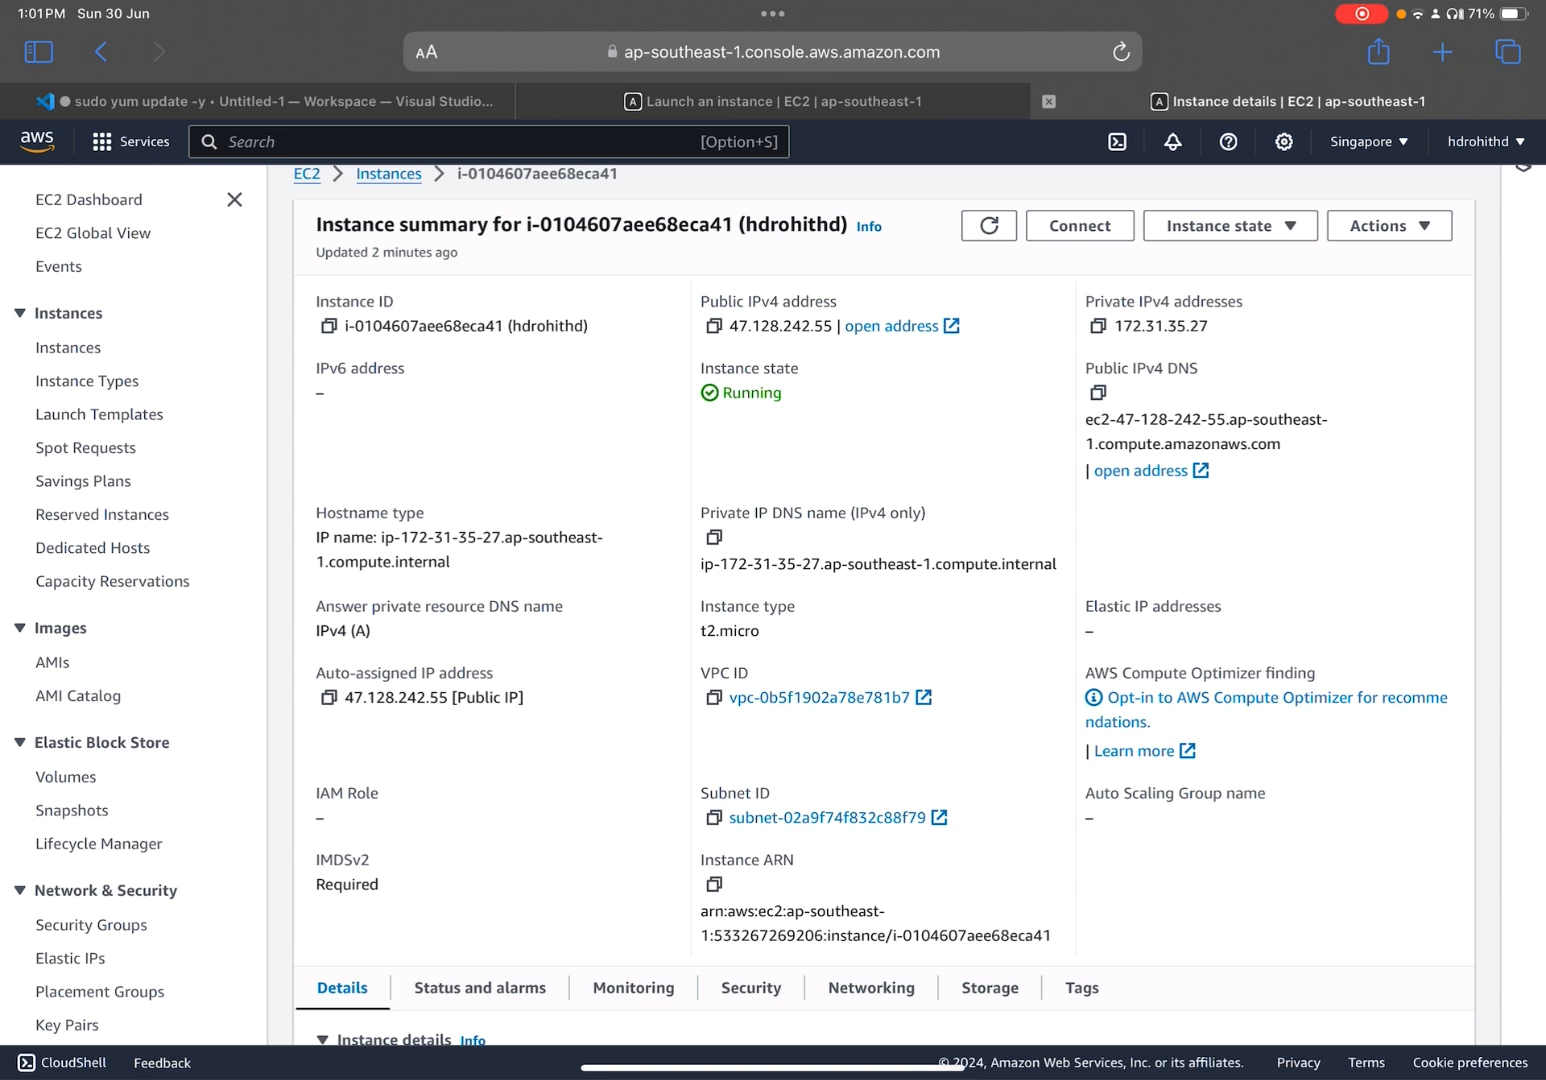 1:01 PM Sun 30 Jun
71%
AA
ap-southeast-1.console.aws.amazon.com
sudo yum update -y • Untitled-1 — Workspace — Visual Studio...
Launch an instance | EC2 | ap-southeast-1
Instance details | EC2 | ap-southeast-1
aws
Services
Search
[Option+S]
Singapore
hdrohithd
EC2 Dashboard
EC2 Global View
Events
Instances
Instances
Instance Types
Launch Templates
Spot Requests
Savings Plans
Reserved Instances
Dedicated Hosts
Capacity Reservations
Images
AMIs
AMI Catalog
Elastic Block Store
Volumes
Snapshots
Lifecycle Manager
Network & Security
Security Groups
Elastic IPs
Placement Groups
Key Pairs
EC2 > Instances > i-0104607aee68eca41
Instance summary for i-0104607aee68eca41 (hdrohithd) Info
Updated 2 minutes ago
Connect
Instance state
Actions
Instance ID
i-0104607aee68eca41 (hdrohithd)
Public IPv4 address
47.128.242.55 | open address
Private IPv4 addresses
172.31.35.27
IPv6 address
–
Instance state
Running
Public IPv4 DNS
ec2-47-128-242-55.ap-southeast-
1.compute.amazonaws.com
| open address
Hostname type
IP name: ip-172-31-35-27.ap-southeast-
1.compute.internal
Private IP DNS name (IPv4 only)
ip-172-31-35-27.ap-southeast-1.compute.internal
Answer private resource DNS name
IPv4 (A)
Instance type
t2.micro
Elastic IP addresses
–
Auto-assigned IP address
47.128.242.55 [Public IP]
VPC ID
vpc-0b5f1902a78e781b7
AWS Compute Optimizer finding
Opt-in to AWS Compute Optimizer for recomme
ndations.
| Learn more
IAM Role
–
Subnet ID
subnet-02a9f74f832c88f79
Auto Scaling Group name
–
IMDSv2
Required
Instance ARN
arn:aws:ec2:ap-southeast-
1:533267269206:instance/i-0104607aee68eca41
Details
Status and alarms
Monitoring
Security
Networking
Storage
Tags
Instance details Info
CloudShell
Feedback
© 2024, Amazon Web Services, Inc. or its affiliates.
Privacy
Terms
Cookie preferences